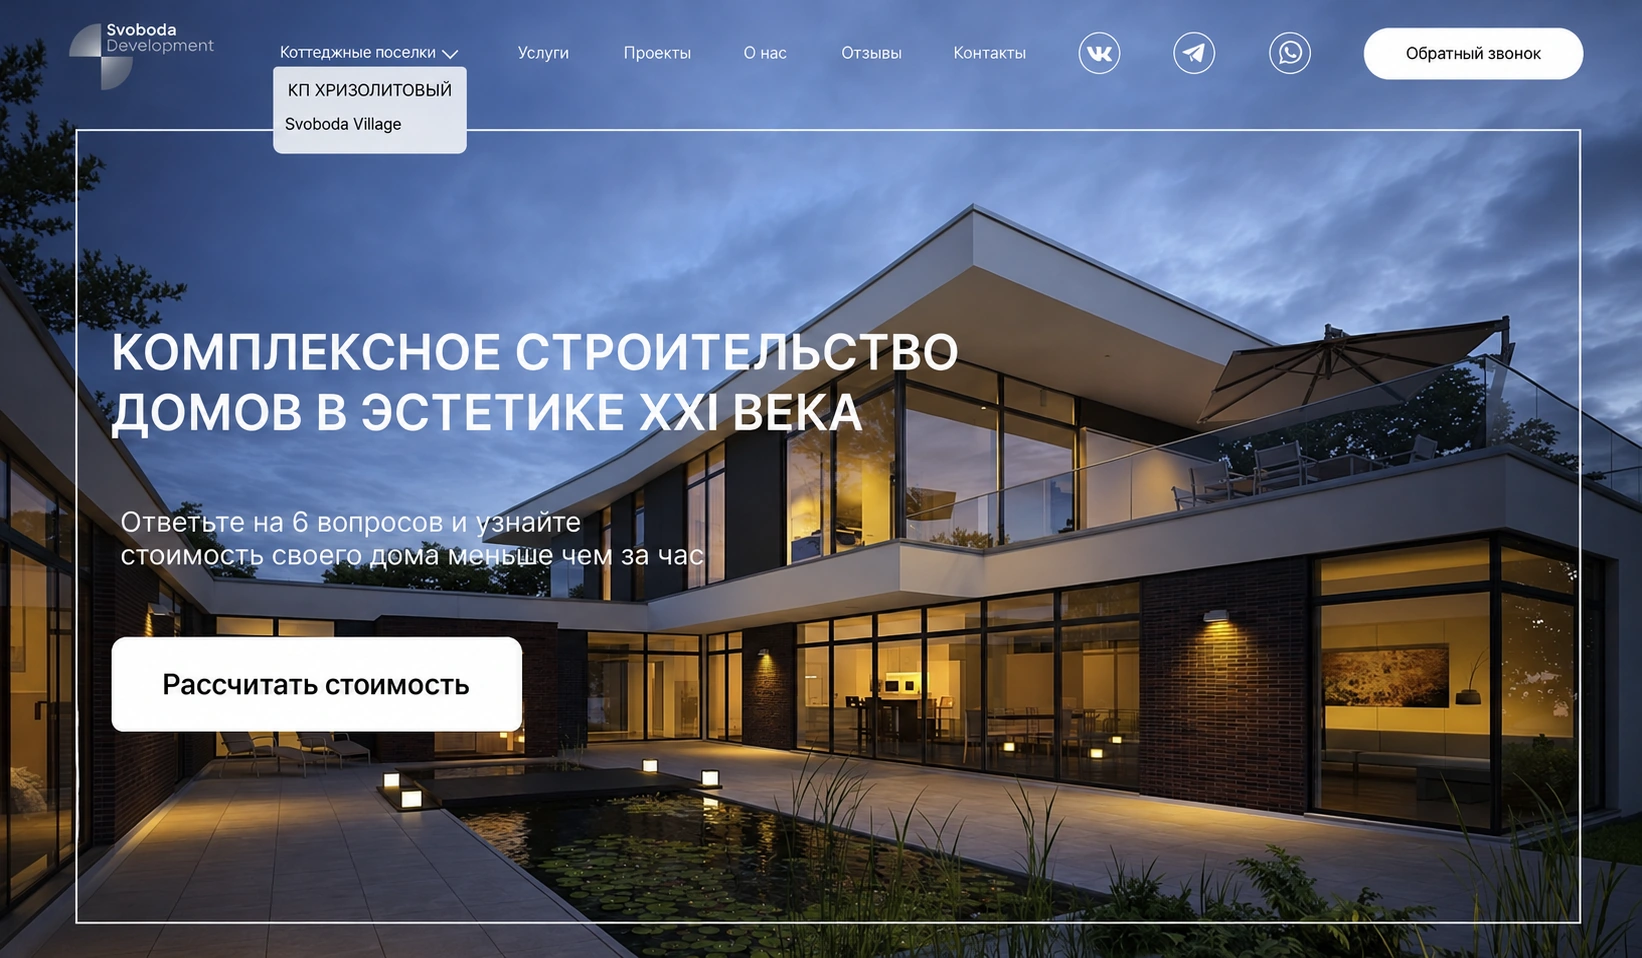 Svoboda
Development
Коттеджные поселки
Услуги
Проекты
О нас
Отзывы
Контакты
Обратный звонок
КП ХРИЗОЛИТОВЫЙ
Svoboda Village
КОМПЛЕКСНОЕ СТРОИТЕЛЬСТВО
ДОМОВ В ЭСТЕТИКЕ XXI ВЕКА
Ответьте на 6 вопросов и узнайте
стоимость своего дома меньше чем за час
Рассчитать стоимость